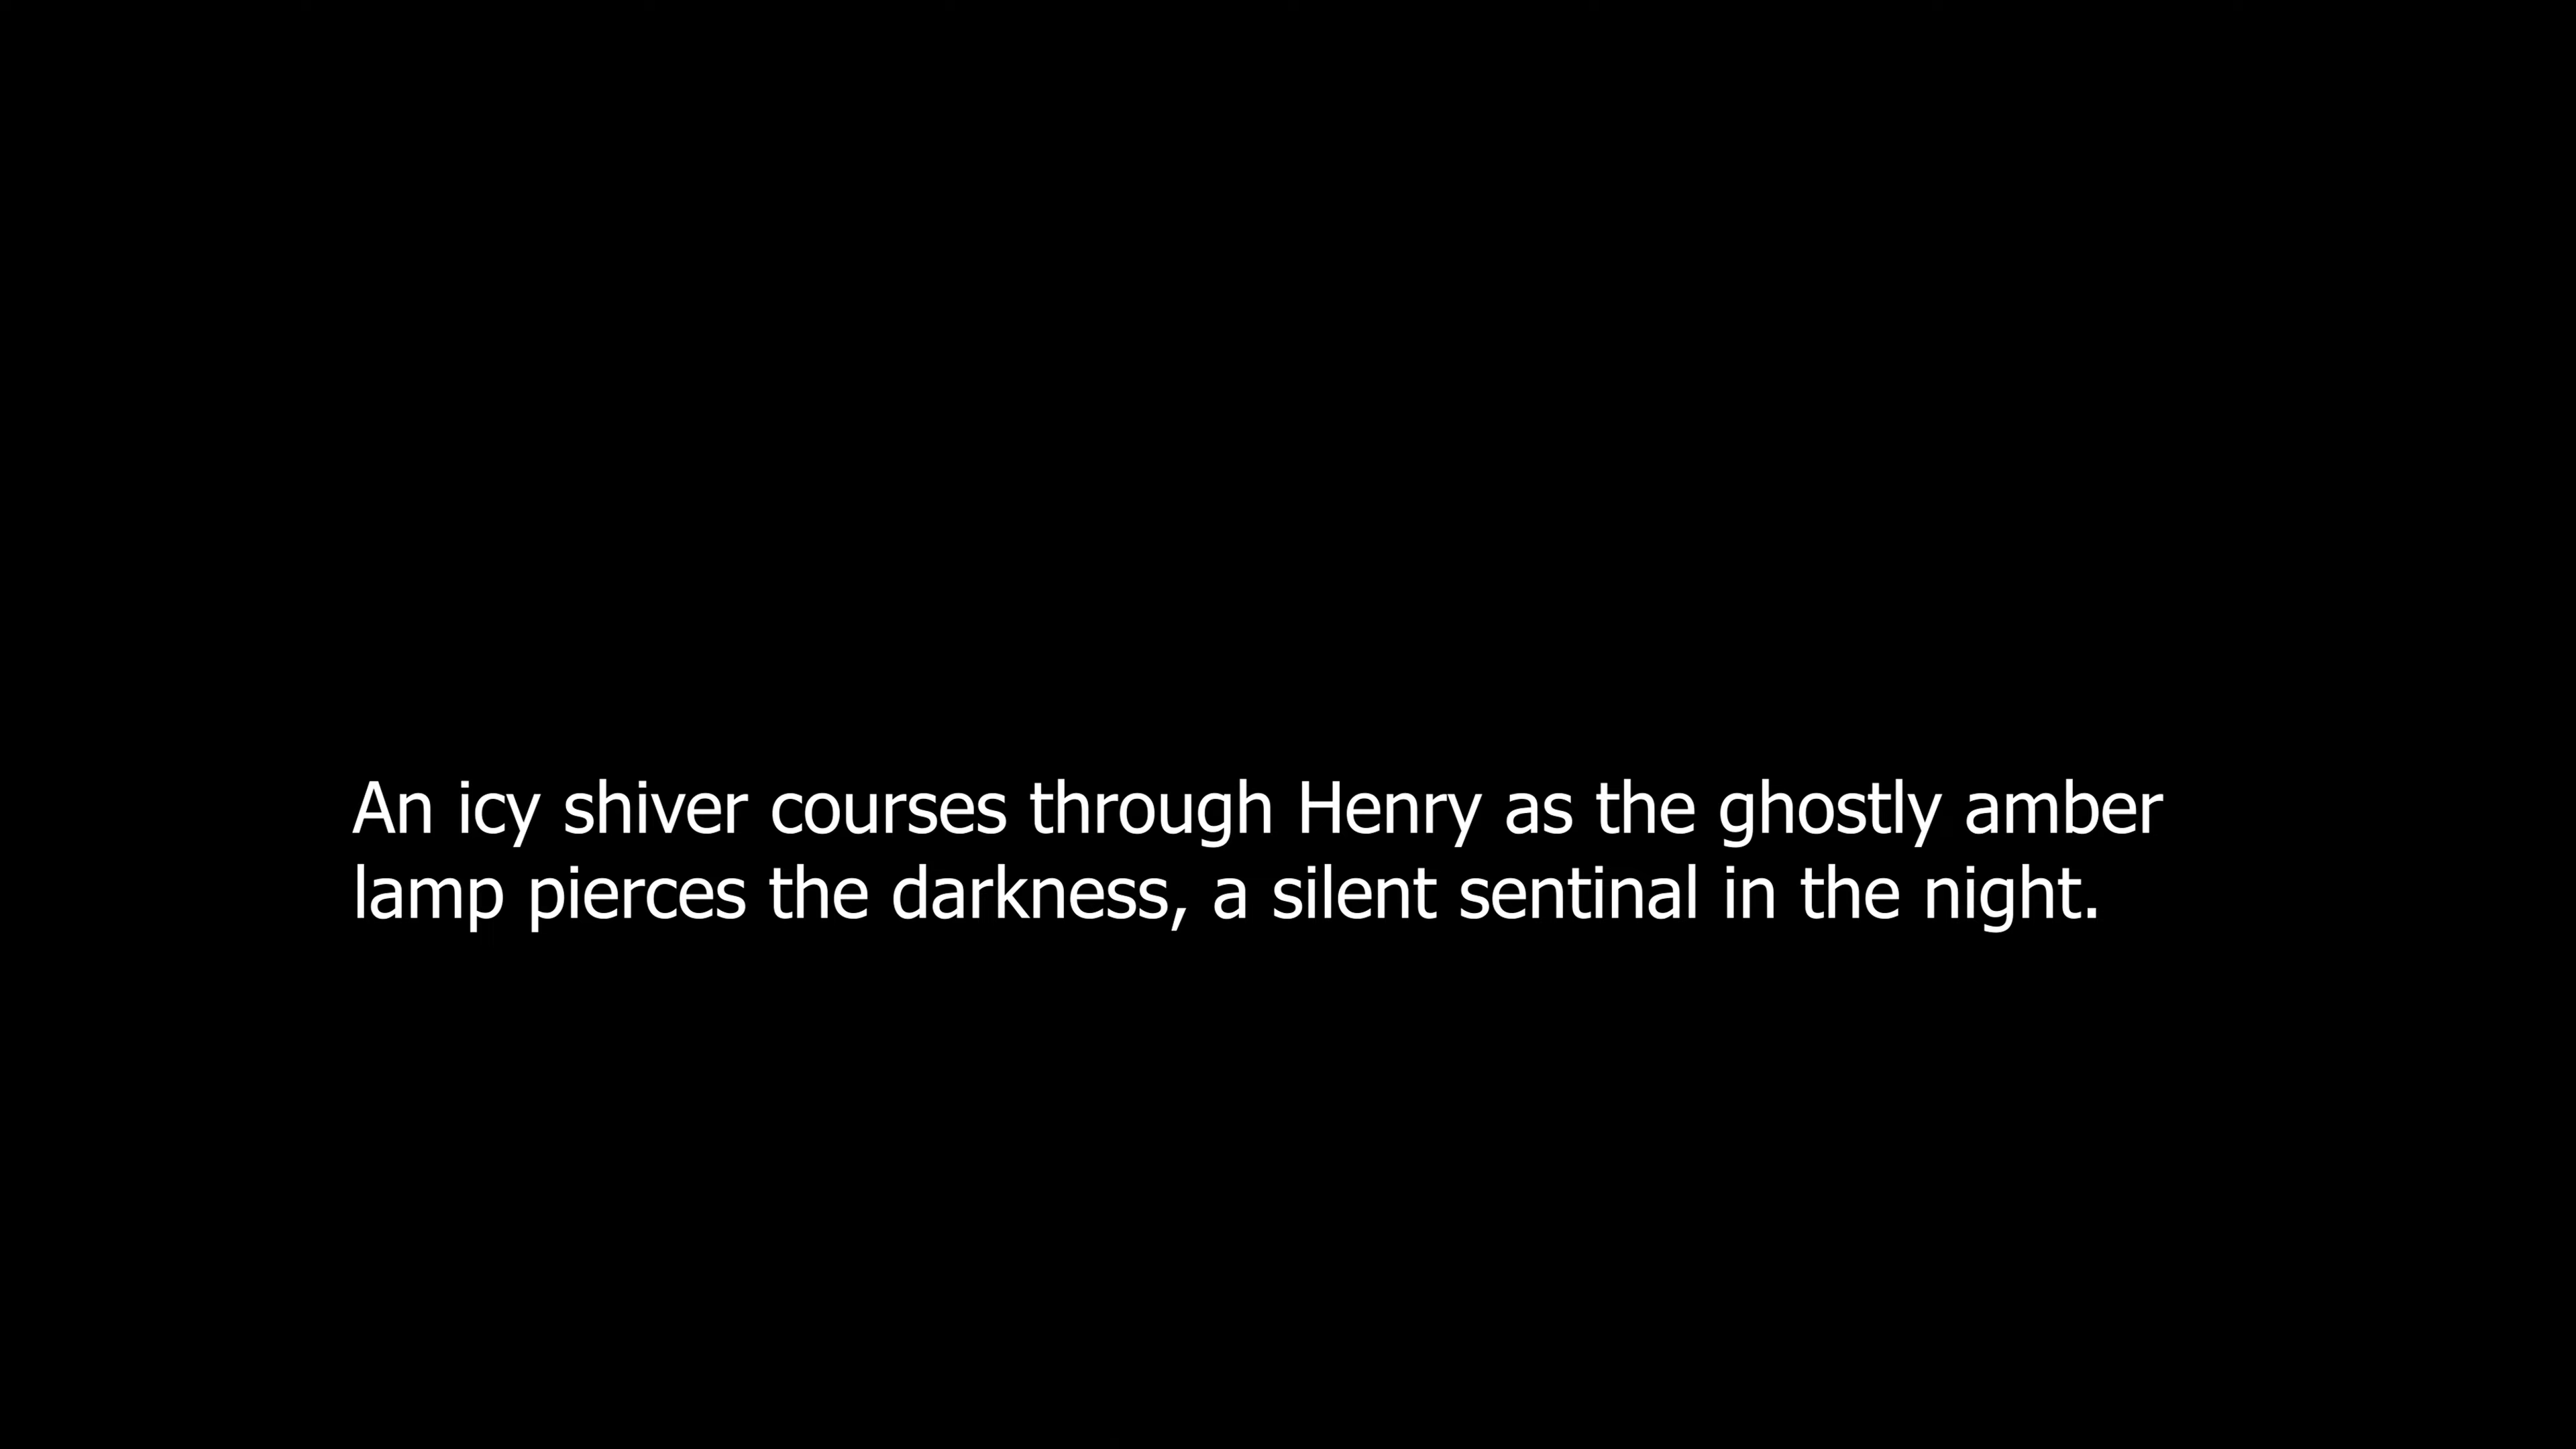 An icy shiver courses through Henry as the ghostly amber
lamp pierces the darkness, a silent sentinal in the night.